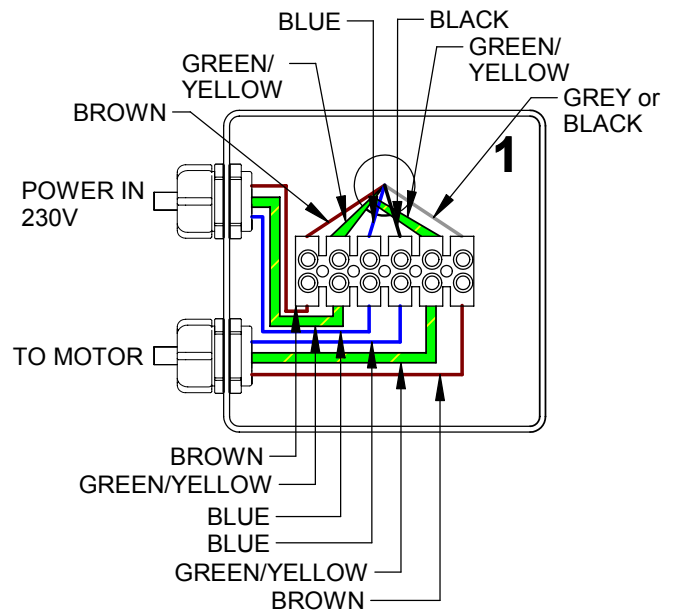 BLUE
BLACK
GREEN/
YELLOW
GREEN/
YELLOW
BROWN
GREY or
BLACK
1
POWER IN
230V
TO MOTOR
BROWN
GREEN/YELLOW
BLUE
BLUE
GREEN/YELLOW
BROWN